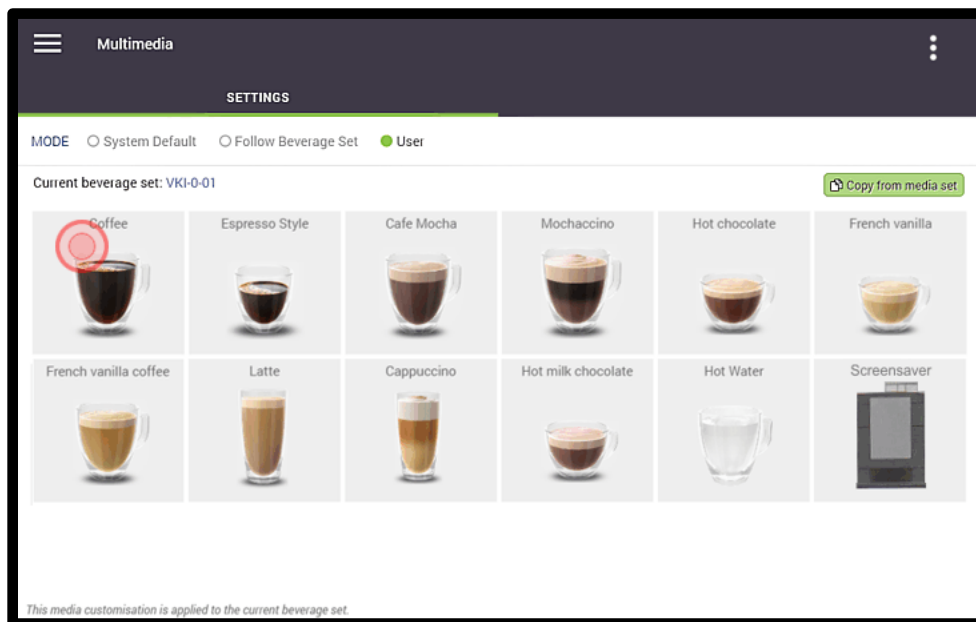 Multimedia
SETTINGS
MODE System Default Follow Beverage Set User
Current beverage set: VKI-0-01 Copy from media set
Coffee Espresso Style Cafe Mocha Mochaccino Hot chocolate French vanilla
French vanilla coffee Latte Cappuccino Hot milk chocolate Hot Water Screensaver
This media customisation is applied to the current beverage set.